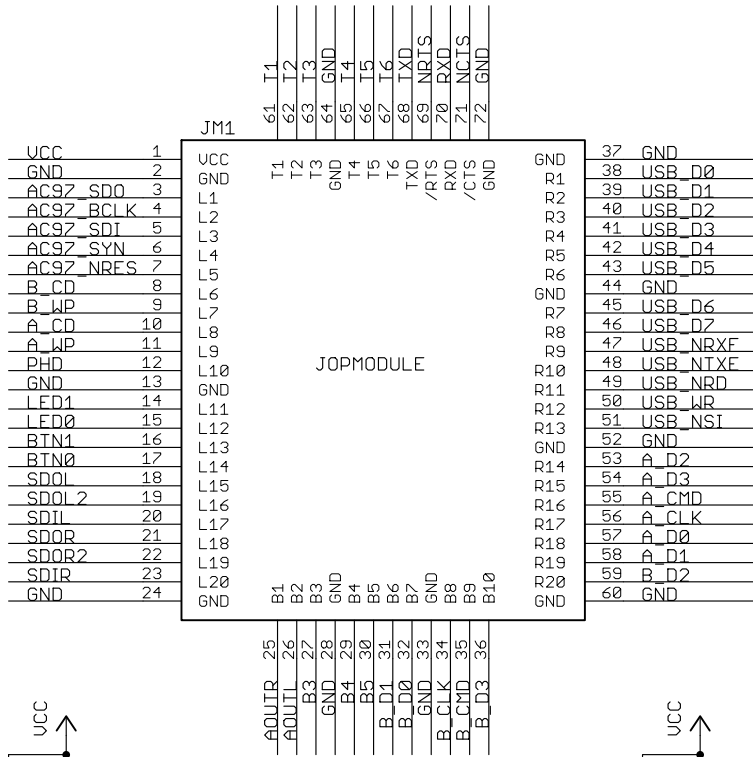 61 T1
62 T2
63 T3
64 GND
65 T4
66 T5
67 T6
68 TXD
69 NRTS
70 RXD
71 NCTS
72 GND
JM1
VCC 1 VCC
GND 2 GND
AC97_SDO 3 L1
AC97_BCLK 4 L2
AC97_SDI 5 L3
AC97_SYN 6 L4
AC97_NRES 7 L5
B_CD 8 L6
B_WP 9 L7
A_CD 10 L8
A_WP 11 L9
PHD 12 L10
GND 13 GND
LED1 14 L11
LED0 15 L12
BTN1 16 L13
BTN0 17 L14
SDOL 18 L15
SDOL2 19 L16
SDIL 20 L17
SDOR 21 L18
SDOR2 22 L19
SDIR 23 L20
GND 24 GND
T1
T2
T3
GND
T4
T5
T6
TXD
/RTS
RXD
/CTS
GND
JOPMODULE
GND 37 GND
R1 38 USB_D0
R2 39 USB_D1
R3 40 USB_D2
R4 41 USB_D3
R5 42 USB_D4
R6 43 USB_D5
GND 44 GND
R7 45 USB_D6
R8 46 USB_D7
R9 47 USB_NRXF
R10 48 USB_NTXE
R11 49 USB_NRD
R12 50 USB_WR
R13 51 USB_NSI
GND 52 GND
R14 53 A_D2
R15 54 A_D3
R16 55 A_CMD
R17 56 A_CLK
R18 57 A_D0
R19 58 A_D1
R20 59 B_D2
GND 60 GND
B1
B2
B3
GND
B4
B5
B6
B7
GND
B8
B9
B10
AOUTR 25
AOUTL 26
B3 27
GND 28
B4 29
B5 30
B_D1 31
B_D0 32
GND 33
B_CLK 34
B_CMD 35
B_D3 36
VCC
VCC